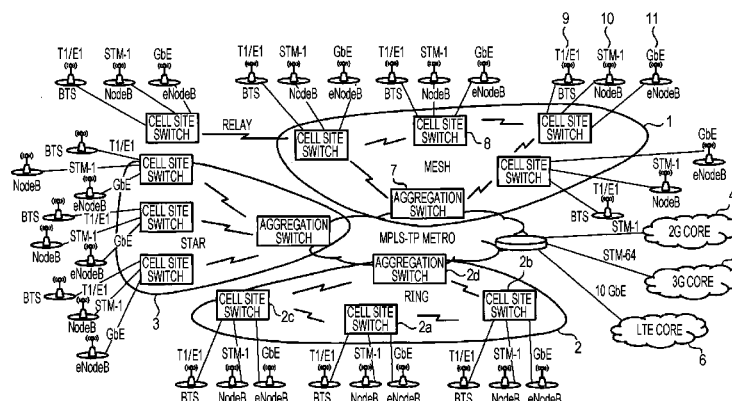 9 10 11
T1/E1 STM-1 GbE T1/E1 STM-1 GbE T1/E1 STM-1 GbE T1/E1 STM-1 GbE
BTS NodeB eNodeB BTS NodeB eNodeB BTS NodeB eNodeB BTS NodeB eNodeB
CELL SITE SWITCH
RELAY
CELL SITE SWITCH
CELL SITE SWITCH
8
CELL SITE SWITCH
1
MESH
CELL SITE SWITCH
GbE
eNodeB
STM-1
NodeB
T1/E1
BTS
7
AGGREGATION SWITCH
BTS
T1/E1
CELL SITE SWITCH
NodeB
STM-1
GbE
eNodeB
BTS
T1/E1
CELL SITE SWITCH
STM-1
NodeB
GbE
eNodeB
STAR
CELL SITE SWITCH
BTS
T1/E1
STM-1
NodeB
GbE
eNodeB
3
AGGREGATION SWITCH
MPLS-TP METRO
STM-1
2G CORE
4
STM-64
3G CORE
10 GbE
LTE CORE
6
AGGREGATION SWITCH
2d
2b
RING
CELL SITE SWITCH
2c
CELL SITE SWITCH
2a
CELL SITE SWITCH
2
T1/E1 STM-1 GbE T1/E1 STM-1 GbE T1/E1 STM-1 GbE
BTS NodeB eNodeB BTS NodeB eNodeB BTS NodeB eNodeB